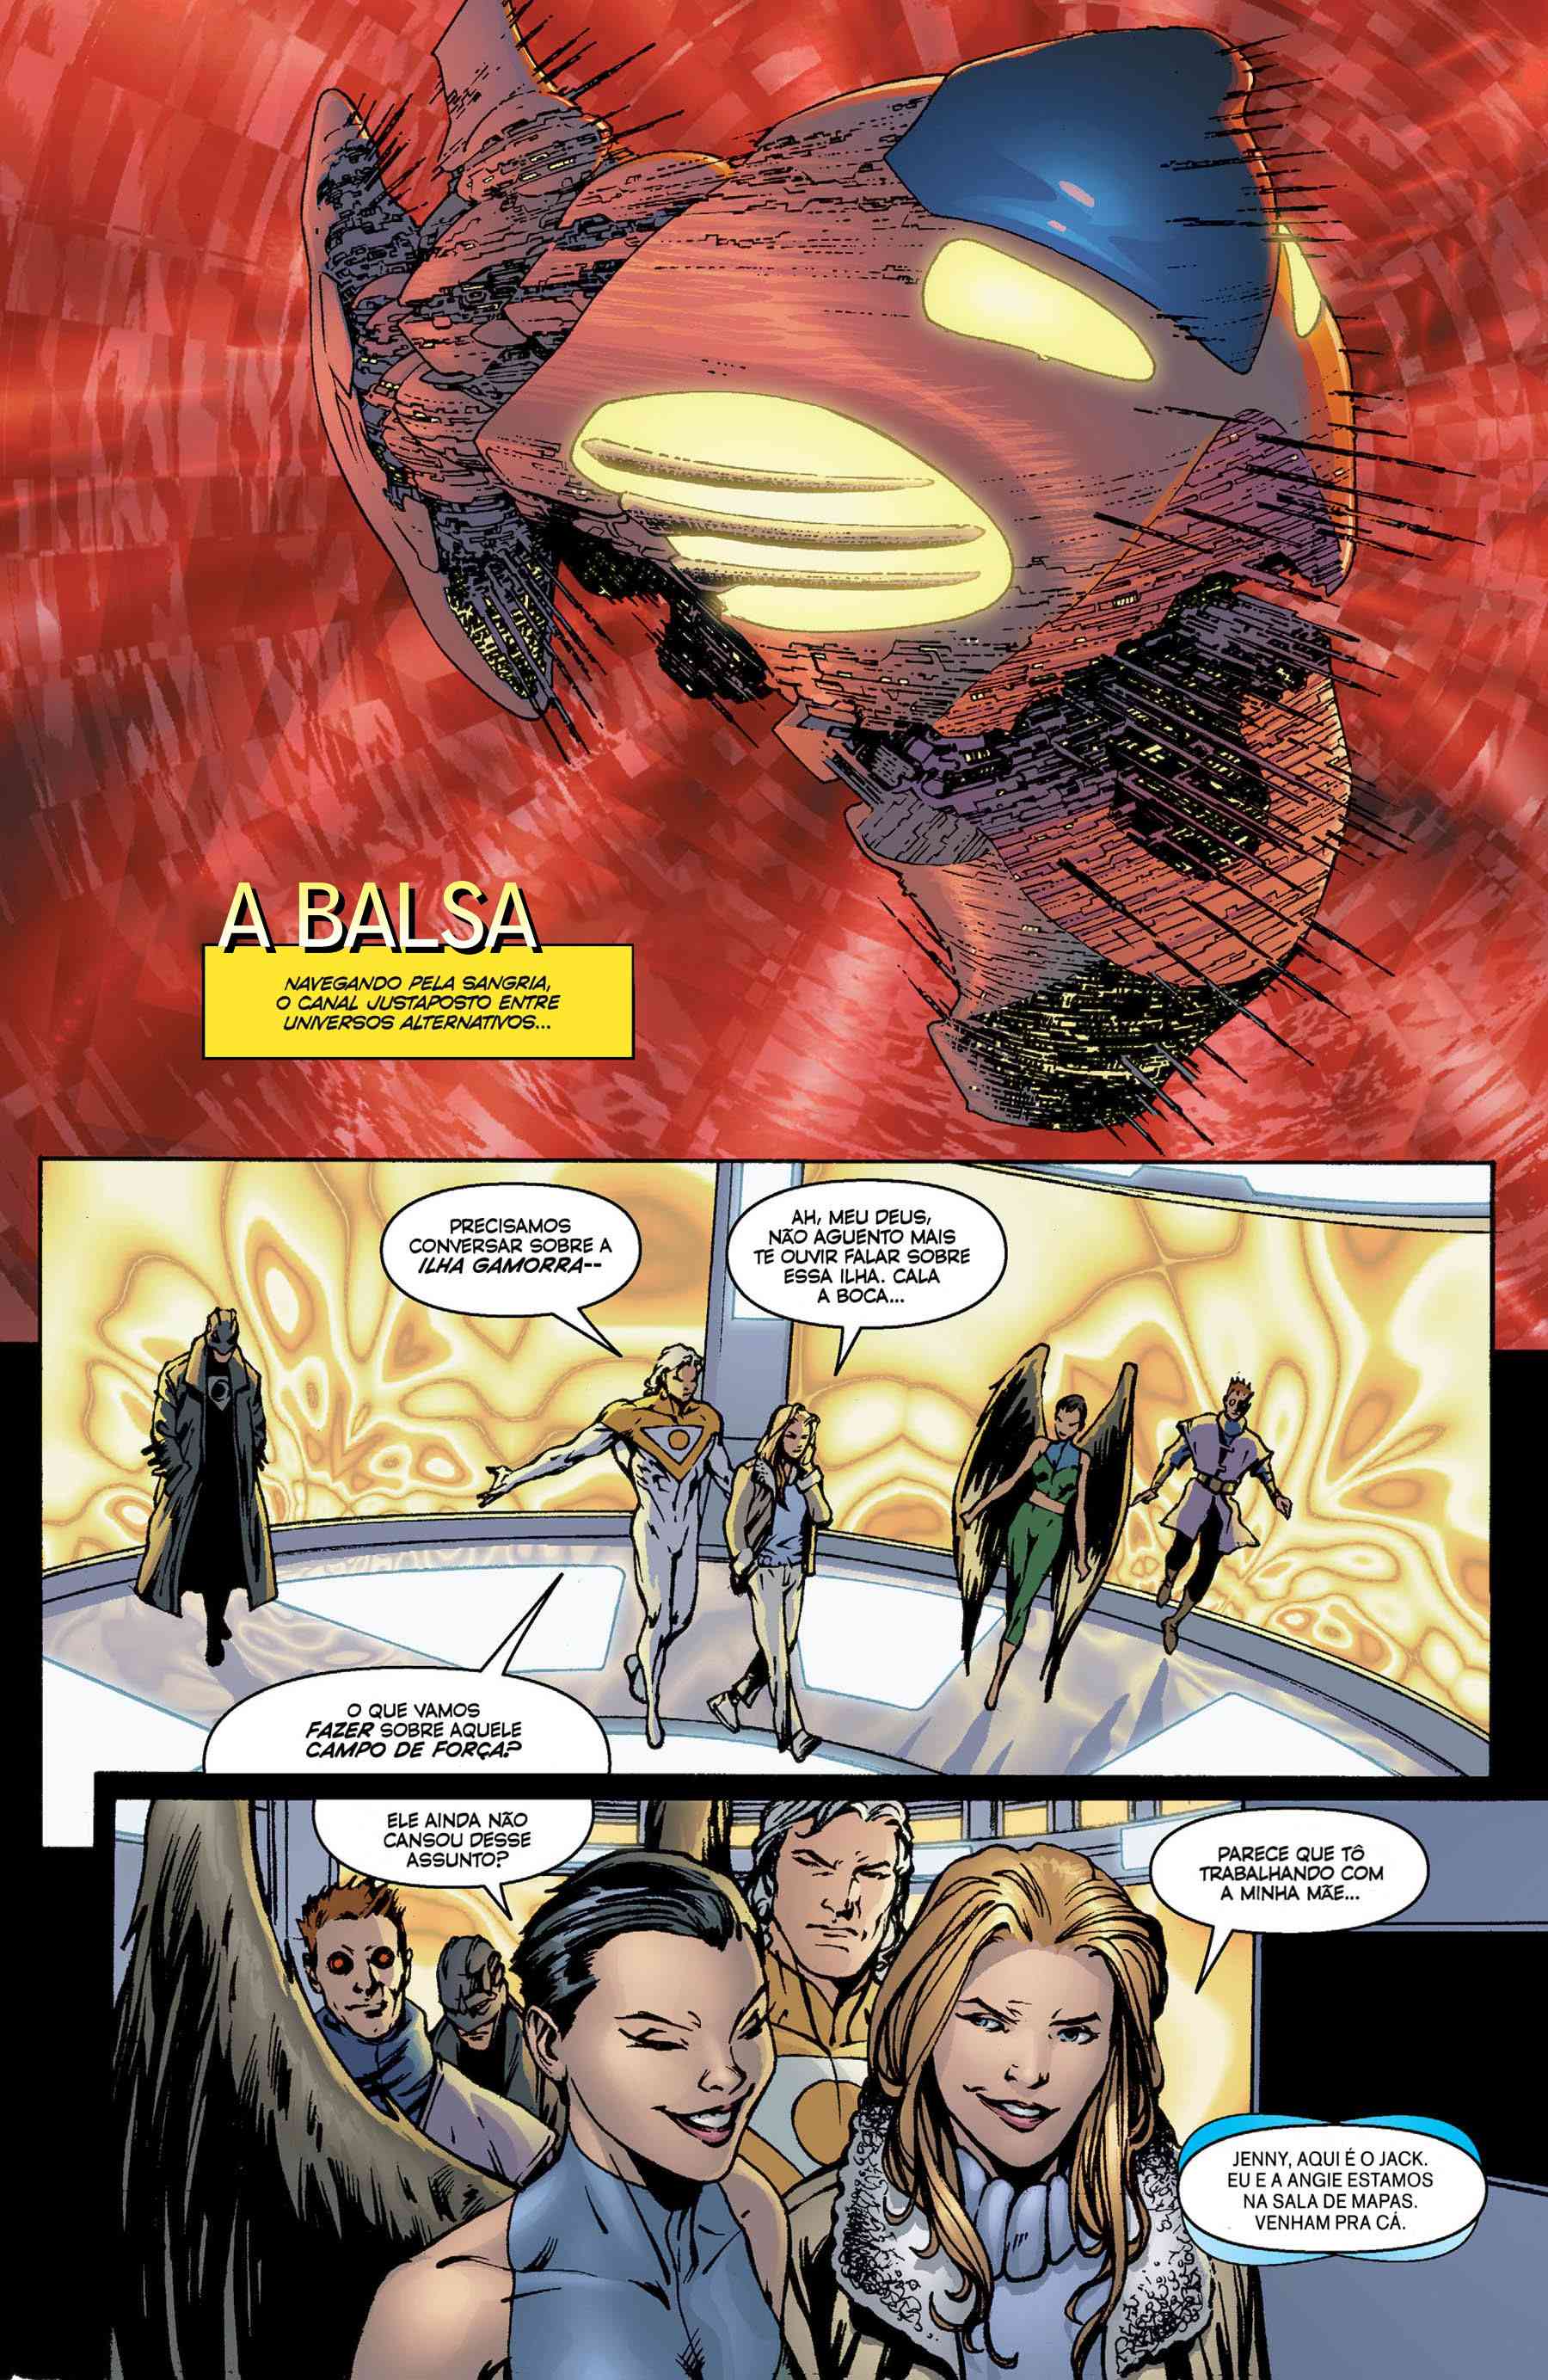 A BALSA
NAVEGANDO PELA SANGRIA,
O CANAL JUSTAPOSTO ENTRE
UNIVERSOS ALTERNATIVOS...
PRECISAMOS
CONVERSAR SOBRE A
ILHA GAMORRA--
AH, MEU DEUS,
NÃO AGUENTO MAIS
TE OUVIR FALAR SOBRE
ESSA ILHA. CALA
A BOCA...
O QUE VAMOS
FAZER SOBRE AQUELE
CAMPO DE FORÇA?
ELE AINDA NÃO
CANSOU DESSE
ASSUNTO?
PARECE QUE TÔ
TRABALHANDO COM
A MINHA MÃE...
JENNY, AQUI É O JACK.
EU E A ANGIE ESTAMOS
NA SALA DE MAPAS.
VENHAM PRA CÁ.